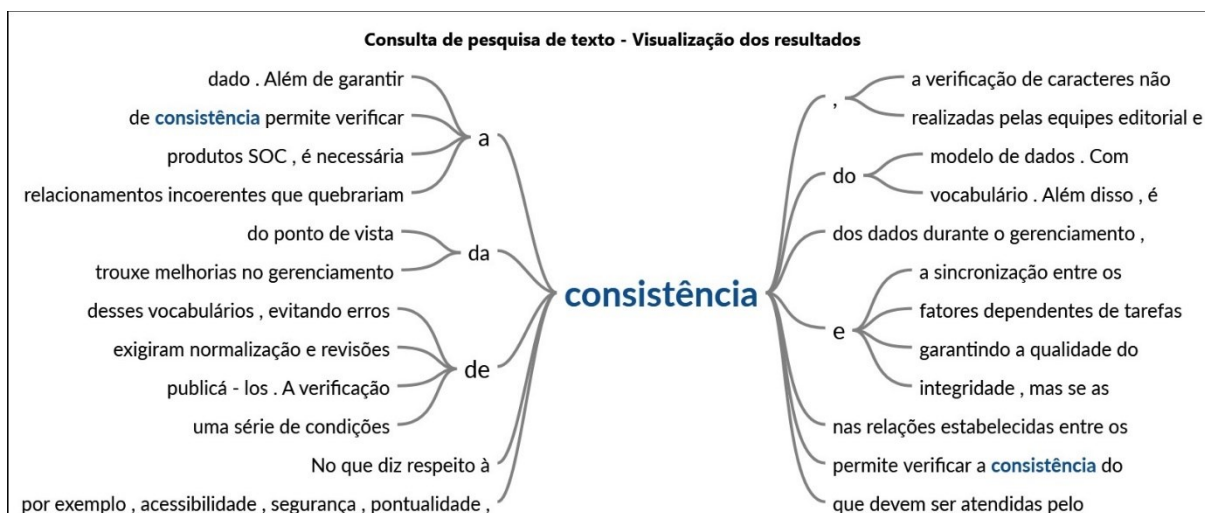 Consulta de pesquisa de texto - Visualização dos resultados
dado . Além de garantir
de consistência permite verificar
produtos SOC , é necessária
relacionamentos incoerentes que quebrariam
a
do ponto de vista
trouxe melhorias no gerenciamento
da
desses vocabulários , evitando erros
exigiram normalização e revisões
publicá - los . A verificação
uma série de condições
de
No que diz respeito à
por exemplo , acessibilidade , segurança , pontualidade ,
consistência
,
a verificação de caracteres não
realizadas pelas equipes editorial e
do
modelo de dados . Com
vocabulário . Além disso , é
dos dados durante o gerenciamento ,
e
a sincronização entre os
fatores dependentes de tarefas
garantindo a qualidade do
integridade , mas se as
nas relações estabelecidas entre os
permite verificar a consistência do
que devem ser atendidas pelo